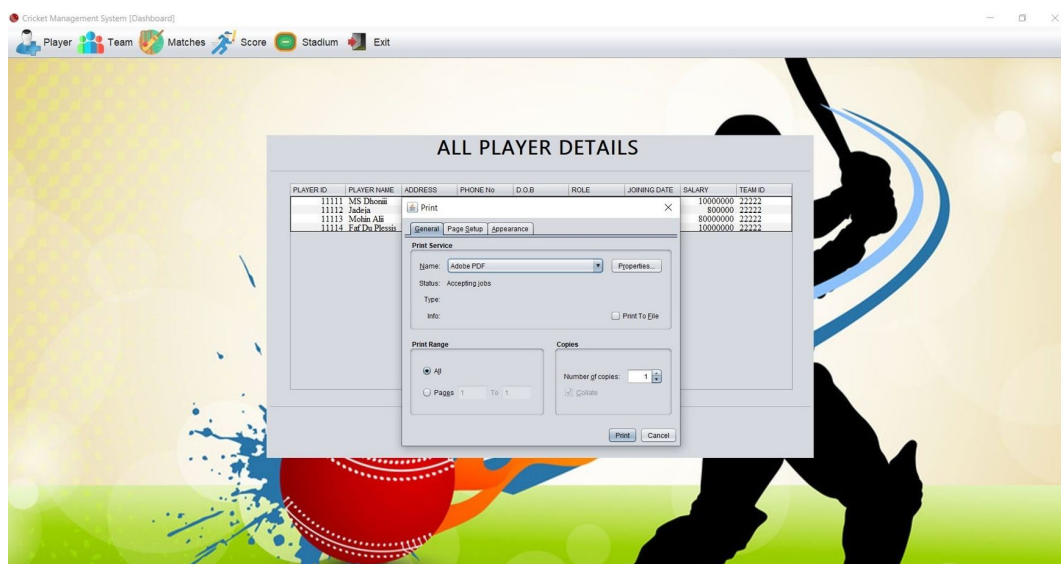 Cricket Management System [Dashboard]
Player Team Matches Score Stadium Exit
ALL PLAYER DETAILS
PLAYER ID PLAYER NAME ADDRESS PHONE No D.O.B ROLE JOINING DATE SALARY TEAM ID
11111 MS Dhoniii 10000000 22222
11112 Jadeja 800000 22222
11113 Mohin Alii 8000000 22222
11114 Faf Du Plessis 10000000 22222
Print
General Page Setup Appearance
Print Service
Name: Adobe PDF Properties...
Status: Accepting jobs
Type:
Info: Print To File
Print Range Copies
All
Number of copies: 1
Pages 1 To 1 Collate
Print Cancel